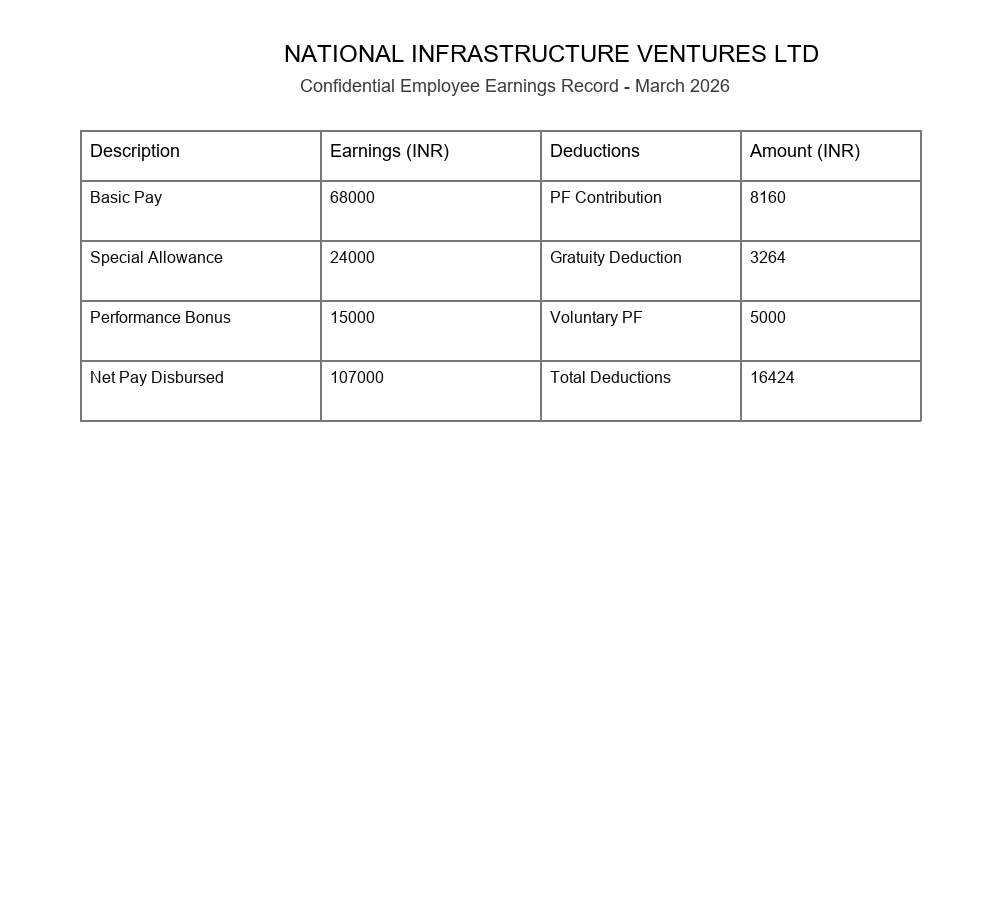 NATIONAL INFRASTRUCTURE VENTURES LTD
Confidential Employee Earnings Record - March 2026
Description Earnings (INR) Deductions Amount (INR)
Basic Pay 68000 PF Contribution 8160
Special Allowance 24000 Gratuity Deduction 3264
Performance Bonus 15000 Voluntary PF 5000
Net Pay Disbursed 107000 Total Deductions 16424